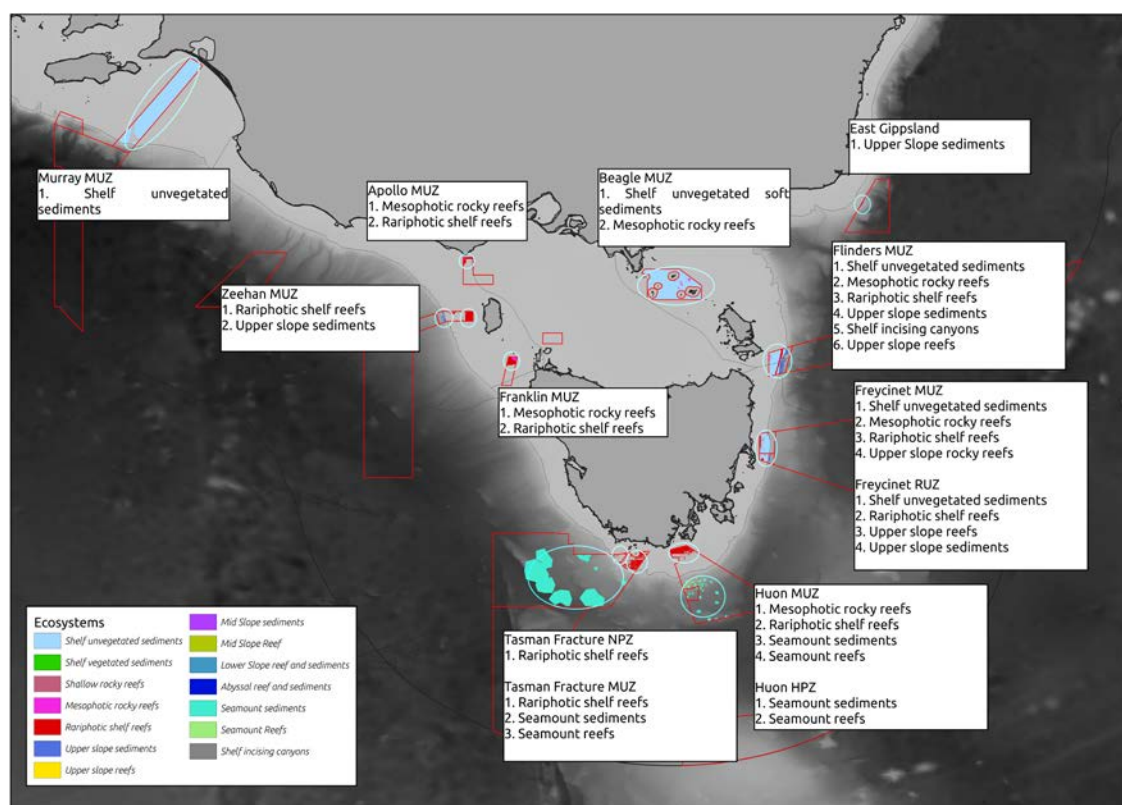 East Gippsland
1. Upper Slope sediments
Murray MUZ
1. Shelf unvegetated
sediments
Apollo MUZ
1. Mesophotic rocky reefs
2. Rariphotic shelf reefs
Beagle MUZ
1. Shelf unvegetated soft
sediments
2. Mesophotic rocky reefs
Flinders MUZ
1. Shelf unvegetated sediments
2. Mesophotic rocky reefs
3. Rariphotic shelf reefs
4. Upper slope sediments
5. Shelf incising canyons
6. Upper slope reefs
Zeehan MUZ
1. Rariphotic shelf reefs
2. Upper slope sediments
Franklin MUZ
1. Mesophotic rocky reefs
2. Rariphotic shelf reefs
Freycinet MUZ
1. Shelf unvegetated sediments
2. Mesophotic rocky reefs
3. Rariphotic shelf reefs
4. Upper slope rocky reefs
Freycinet RUZ
1. Shelf unvegetated sediments
2. Rariphotic shelf reefs
3. Upper slope reefs
4. Upper slope sediments
Huon MUZ
1. Mesophotic rocky reefs
2. Rariphotic shelf reefs
3. Seamount sediments
4. Seamount reefs
Huon HPZ
1. Seamount sediments
2. Seamount reefs
Tasman Fracture NPZ
1. Rariphotic shelf reefs
Tasman Fracture MUZ
1. Rariphotic shelf reefs
2. Seamount sediments
3. Seamount reefs
Ecosystems
Shelf unvegetated sediments
Shelf vegetated sediments
Shallow rocky reefs
Mesophotic rocky reefs
Rariphotic shelf reefs
Upper slope sediments
Upper slope reefs
Mid Slope sediments
Mid Slope Reef
Lower Slope reef and sediments
Abyssal reef and sediments
Seamount sediments
Seamount Reefs
Shelf incising canyons